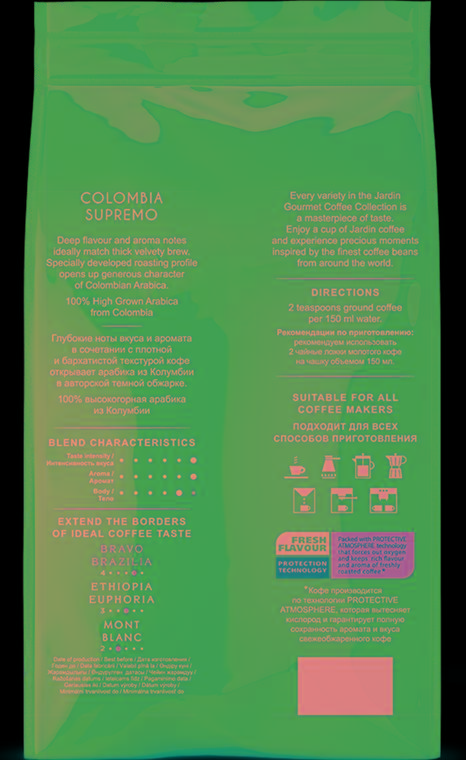 COLOMBIA
SUPREMO
Deep flavour and aroma notes
ideally match thick velvety brew.
Specially developed roasting profile
opens up generous character
of Colombian Arabica.
100% High Grown Arabica
from Colombia
Глубокие ноты вкуса и аромата
в сочетании с плотной
и бархатистой текстурой кофе
открывает арабика из Колумбии
в авторской темной обжарке.
100% высокогорная арабика
из Колумбии
BLEND CHARACTERISTICS
Taste intensity /
Интенсивность вкуса
Aroma /
Аромат
Body /
Тело
EXTEND THE BORDERS
OF IDEAL COFFEE TASTE
BRAVO
BRAZILIA
4
ETHIOPIA
EUPHORIA
3
MONT
BLANC
2
Date of production / Best before / Дата изготовления /
Every variety in the Jardin
Gourmet Coffee Collection is
a masterpiece of taste.
Enjoy a cup of Jardin coffee
and experience precious moments
inspired by the finest coffee beans
from around the world.
DIRECTIONS
2 teaspoons ground coffee
per 150 ml water.
Рекомендации по приготовлению:
рекомендуем использовать
2 чайные ложки молотого кофе
на чашку объемом 150 мл.
SUITABLE FOR ALL
COFFEE MAKERS
ПОДХОДИТ ДЛЯ ВСЕХ
СПОСОБОВ ПРИГОТОВЛЕНИЯ
FRESH
FLAVOUR
PROTECTION
TECHNOLOGY
Packed with PROTECTIVE
ATMOSPHERE technology
that forces out oxygen
and keeps rich flavour
and aroma of freshly
roasted coffee.*
*Кофе производится
по технологии PROTECTIVE
ATMOSPHERE, которая вытесняет
кислород и гарантирует полную
сохранность аромата и вкуса
свежеобжаренного кофе